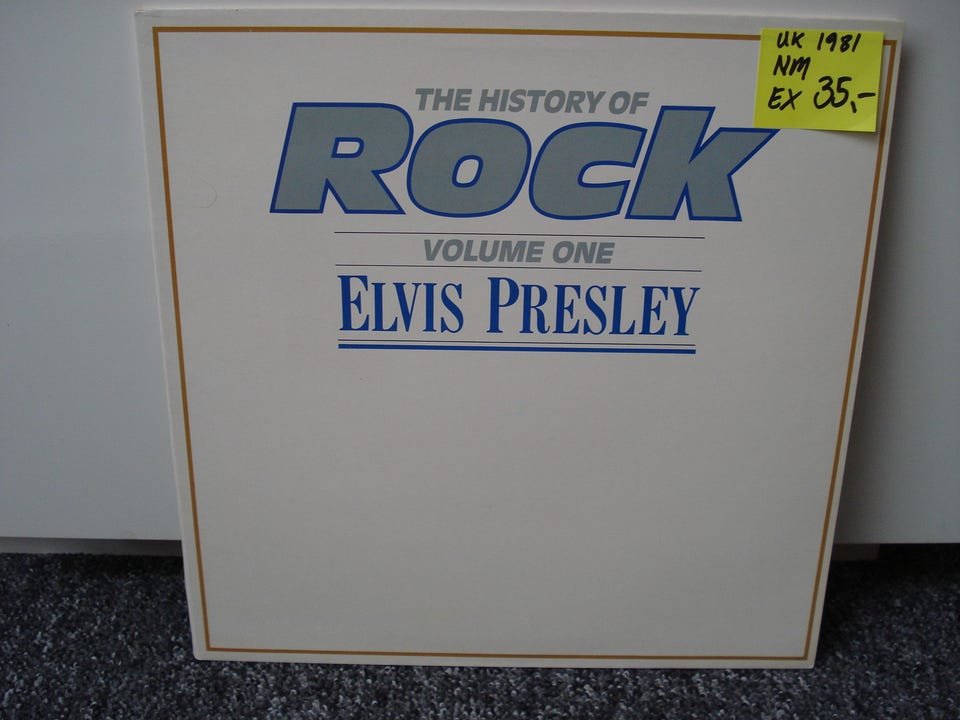 UK 1981
NM
EX 35,-
THE HISTORY OF
ROCK
VOLUME ONE
ELVIS PRESLEY